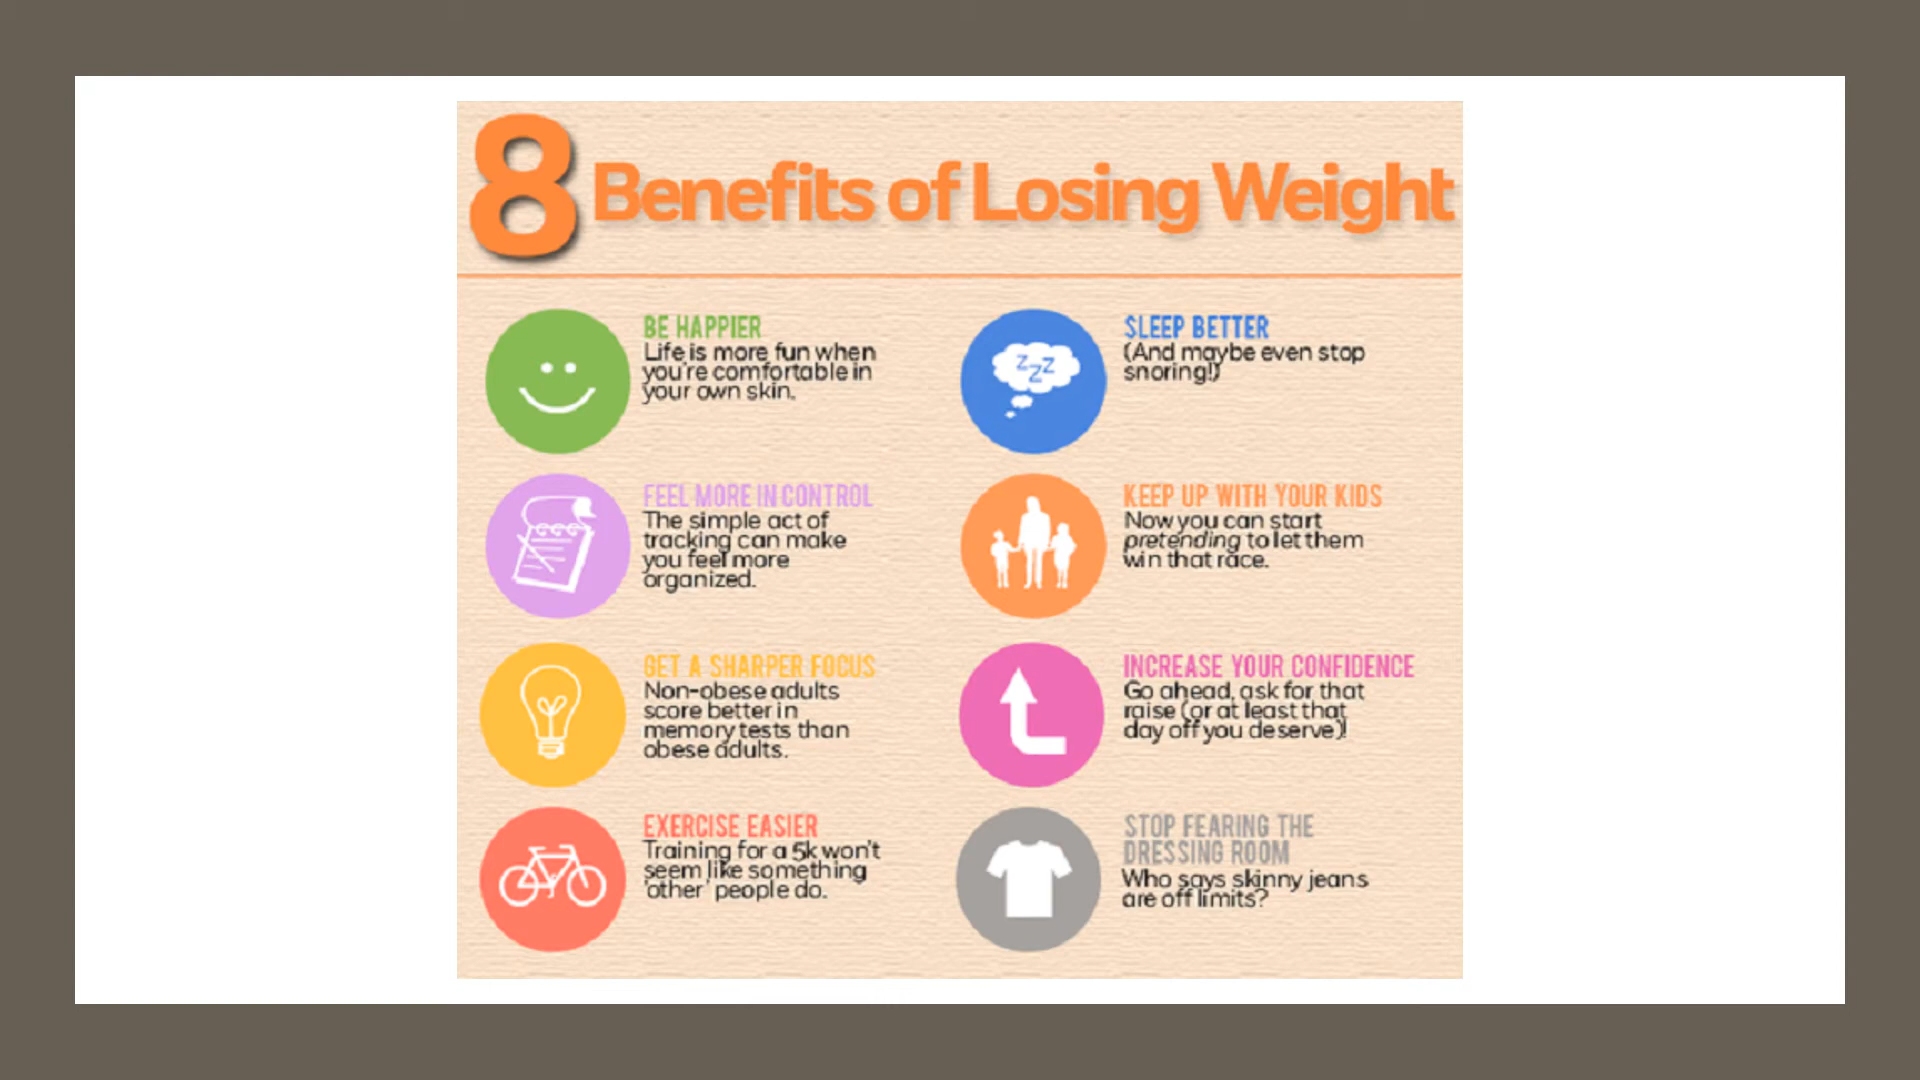 8 Benefits of Losing Weight
BE HAPPIER
Life is more fun when
you're comfortable in
your own skin.
SLEEP BETTER
(And maybe even stop
snoring!)
FEEL MORE IN CONTROL
The simple act of
tracking can make
you feel more
organized.
KEEP UP WITH YOUR KIDS
Now you can start
pretending to let them
win that race.
GET A SHARPER FOCUS
Non-obese adults
score better in
memory tests than
obese adults.
INCREASE YOUR CONFIDENCE
Go ahead, ask for that
raise (or at least that
day off you deserve)!
EXERCISE EASIER
Training for a 5k won't
seem like something
'other' people do.
STOP FEARING THE
DRESSING ROOM
Who says skinny jeans
are off limits?
zzz